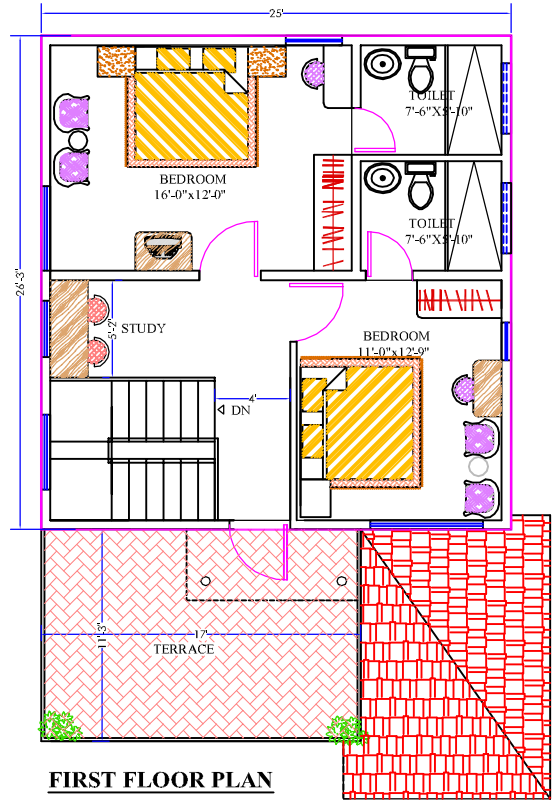 25'
TOILET
7'-6"X5'-10"
BEDROOM
16'-0"x12'-0"
TOILET
7'-6"X5'-10"
26'-3"
STUDY
5'-2"
BEDROOM
11'-0"x12'-9"
4'
DN
11'-3"
17'
TERRACE
FIRST FLOOR PLAN